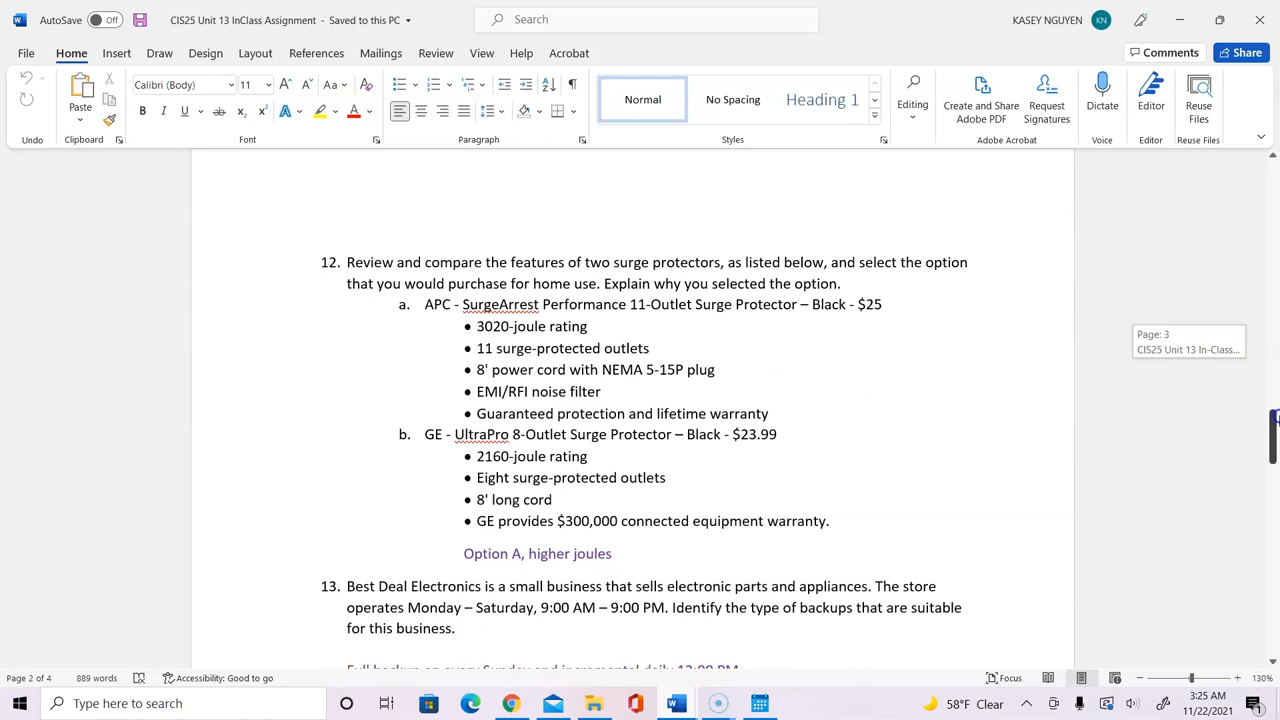 AutoSave Off CIS25 Unit 13 InClass Assignment - Saved to this PC Search KASEY NGUYEN KN
File Home Insert Draw Design Layout References Mailings Review View Help Acrobat Comments Share
Paste Calibri (Body) 11 Aa Normal No Spacing Heading 1 Editing Create and Share Adobe PDF Request Signatures Dictate Editor Reuse Files
Undo Clipboard Font Paragraph Styles Adobe Acrobat Voice Editor Reuse Files
12. Review and compare the features of two surge protectors, as listed below, and select the option
that you would purchase for home use. Explain why you selected the option.
a. APC - SurgeArrest Performance 11-Outlet Surge Protector – Black - $25
• 3020-joule rating
Page: 3
• 11 surge-protected outlets
CIS25 Unit 13 In-Class...
• 8' power cord with NEMA 5-15P plug
• EMI/RFI noise filter
• Guaranteed protection and lifetime warranty
b. GE - UltraPro 8-Outlet Surge Protector – Black - $23.99
• 2160-joule rating
• Eight surge-protected outlets
• 8' long cord
• GE provides $300,000 connected equipment warranty.
Option A, higher joules
13. Best Deal Electronics is a small business that sells electronic parts and appliances. The store
operates Monday – Saturday, 9:00 AM – 9:00 PM. Identify the type of backups that are suitable
for this business.
Full backup on every Sunday and incremental daily 12:00 PM
Page 2 of 4 889 words Accessibility: Good to go Focus 130%
Type here to search 58°F Clear 3:25 AM
11/22/2021